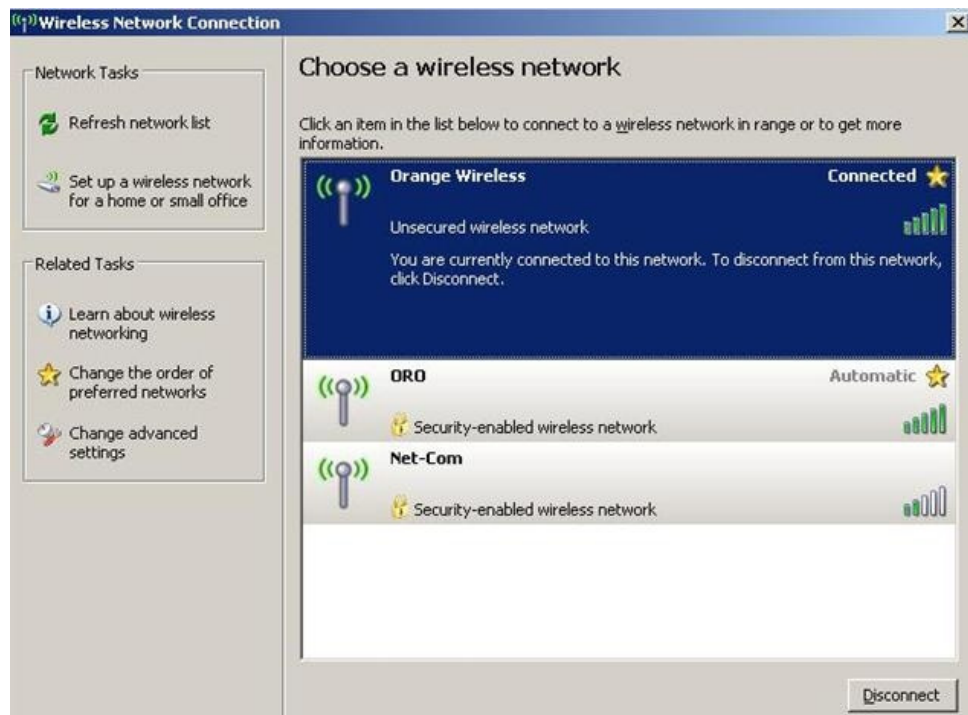 Wireless Network Connection
Network Tasks
Refresh network list
Set up a wireless network
for a home or small office
Related Tasks
Learn about wireless
networking
Change the order of
preferred networks
Change advanced
settings
Choose a wireless network
Click an item in the list below to connect to a wireless network in range or to get more
information.
Orange Wireless Connected
Unsecured wireless network
You are currently connected to this network. To disconnect from this network,
click Disconnect.
ORO Automatic
Security-enabled wireless network
Net-Com
Security-enabled wireless network
Disconnect